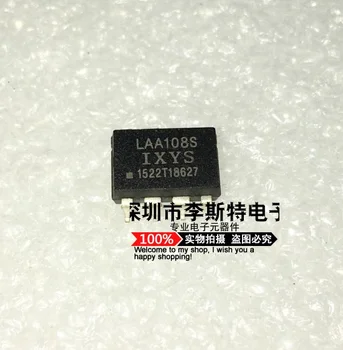 LAA108S
IXYS
1522T18627
深圳市李斯特电子
专业电子元器件
100% 实物拍摄 盗图必究
Welcome to my shop, I wish you a
happy shopping!